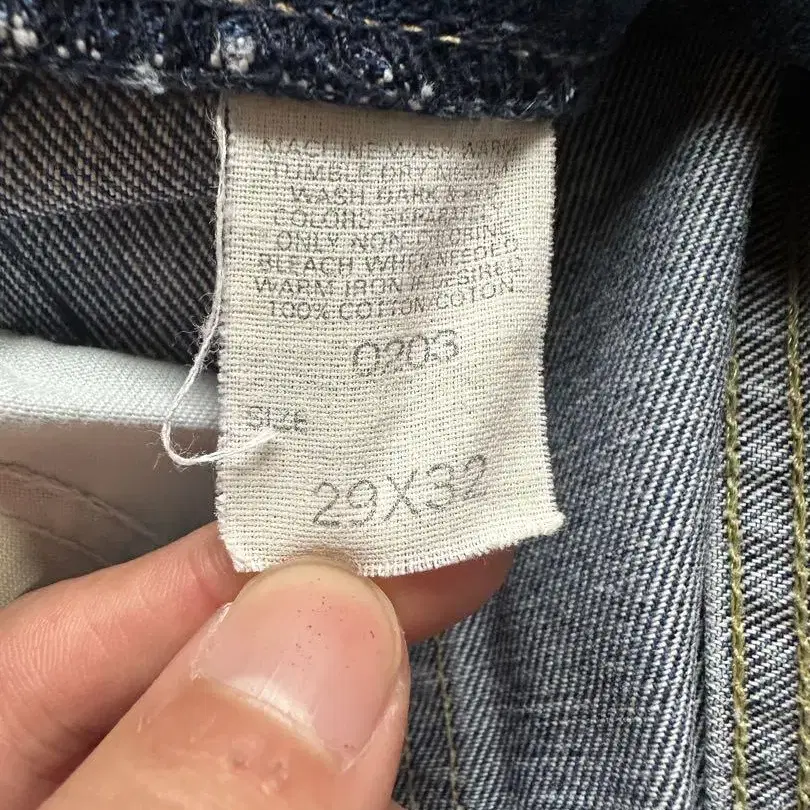 MACHINE WASH WARM
TUMBLE DRY MEDIUM
WASH DARK &
COLORS SEPARATELY
ONLY NON-CHLORINE
BLEACH WHEN NEEDED
WARM IRON IF DESIRED
100% COTTON/COTON
0203
SIZE
29X32